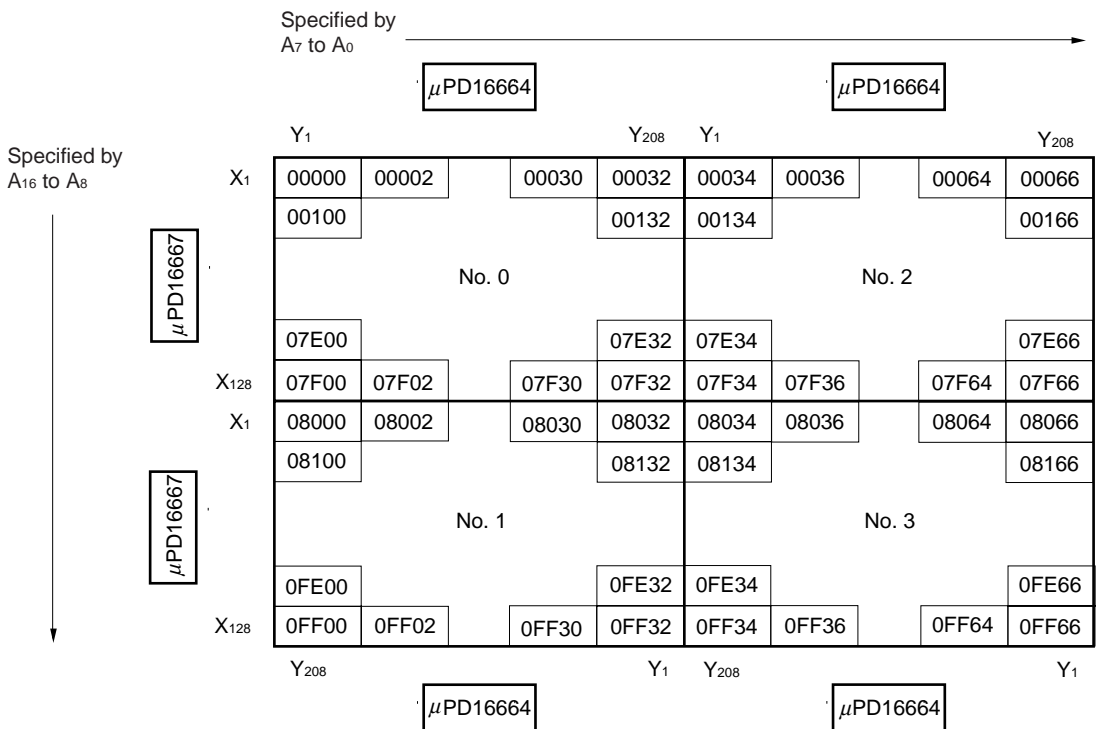 Specified by
A7 to A0
μPD16664 μPD16664
Y1 Y208 Y1 Y208
Specified by
A16 to A8
X1 00000 00002 00030 00032 00034 00036 00064 00066
00100 00132 00134 00166
μPD16667
No. 0 No. 2
07E00 07E32 07E34 07E66
X128 07F00 07F02 07F30 07F32 07F34 07F36 07F64 07F66
X1 08000 08002 08030 08032 08034 08036 08064 08066
08100 08132 08134 08166
μPD16667
No. 1 No. 3
0FE00 0FE32 0FE34 0FE66
X128 0FF00 0FF02 0FF30 0FF32 0FF34 0FF36 0FF64 0FF66
Y208 Y1 Y208 Y1
μPD16664 μPD16664